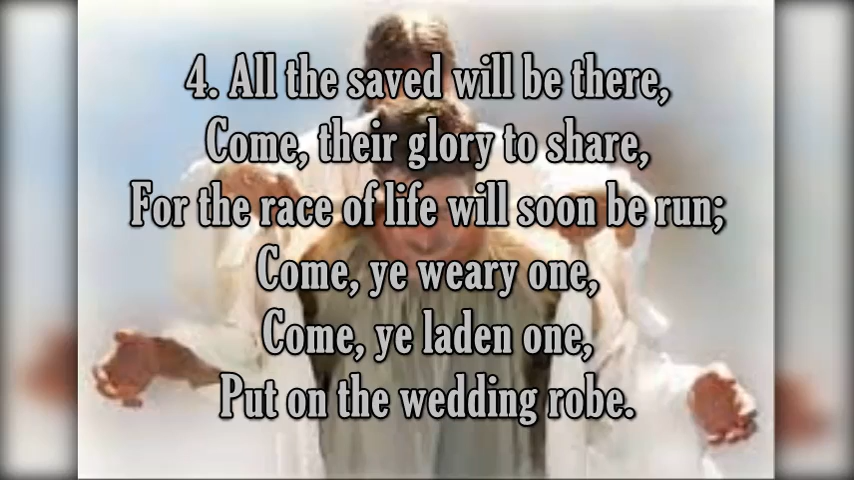 4. All the saved will be there,
Come, their glory to share,
For the race of life will soon be run;
Come, ye weary one,
Come, ye laden one,
Put on the wedding robe.